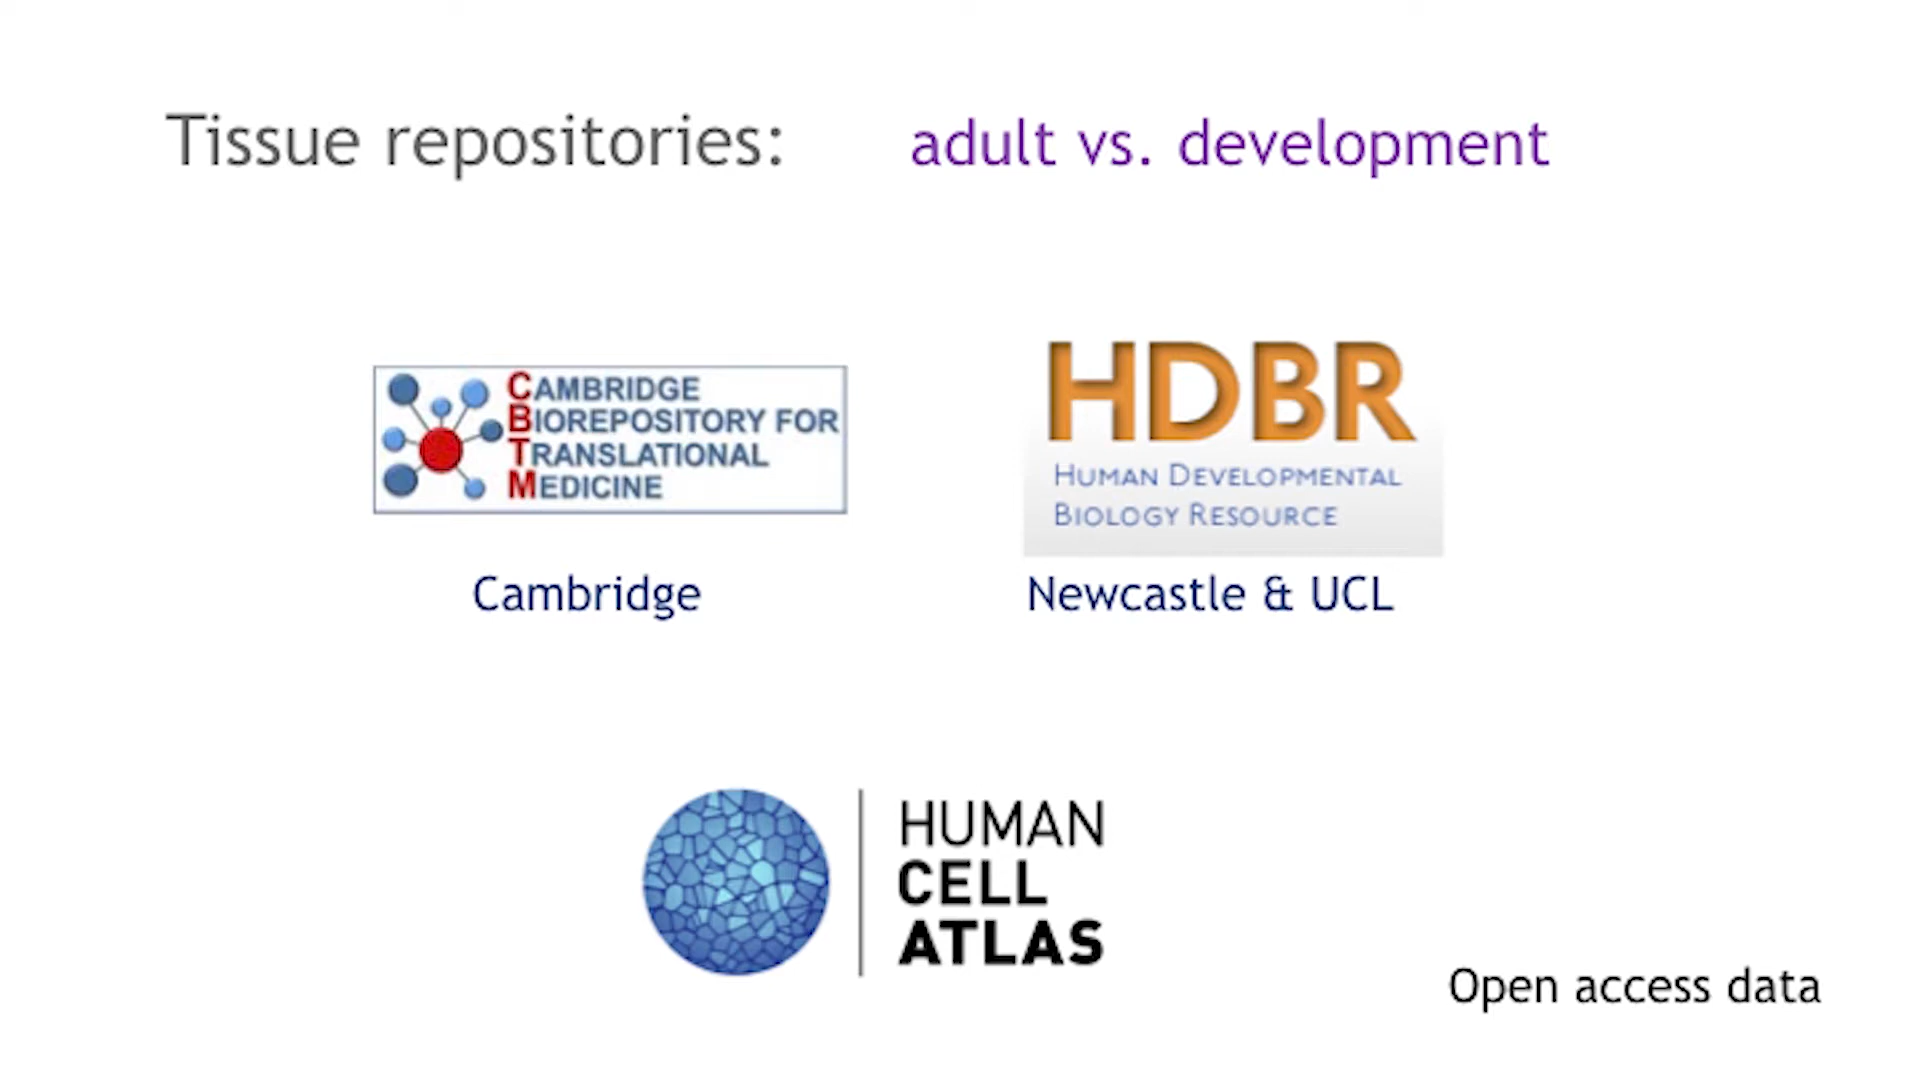 Tissue repositories: adult vs. development
CAMBRIDGE
BIOREPOSITORY FOR
TRANSLATIONAL
MEDICINE
Cambridge
HDBR
HUMAN DEVELOPMENTAL
BIOLOGY RESOURCE
Newcastle & UCL
HUMAN
CELL
ATLAS
Open access data